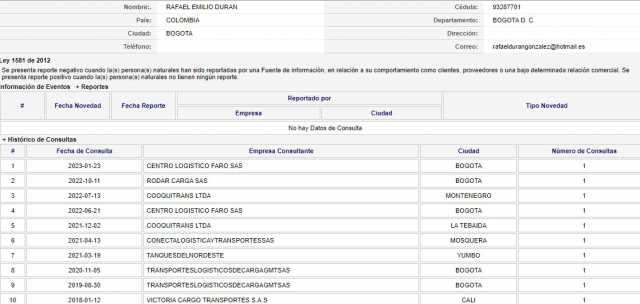 Nombre:. RAFAEL EMILIO DURAN Cédula: 93287701
País: COLOMBIA Departamento: BOGOTA D. C.
Ciudad: BOGOTA Dirección:
Teléfono: Correo: rafaeldurangonzalez@hotmail.es
Ley 1581 de 2012
Se presenta reporte negativo cuando la(s) persona(s) naturales han sido reportadas por una Fuente de información, en relación a su comportamiento como clientes, proveedores o una bajo determinada relación comercial. Se
presenta reporte positivo cuando la(s) persona(s) naturales no tienen ningún reporte.
Información de Eventos + Reportes
# Fecha Novedad Fecha Reporte Reportado por Tipo Novedad
Empresa Ciudad
No hay Datos de Consulta
+ Histórico de Consultas
# Fecha de Consulta Empresa Consultante Ciudad Número de Consultas
1 2023-01-23 CENTRO LOGISTICO FARO SAS BOGOTA 1
2 2022-10-11 RODAR CARGA SAS BOGOTA 1
3 2022-07-13 COOQUITRANS LTDA MONTENEGRO 1
4 2022-06-21 CENTRO LOGISTICO FARO SAS BOGOTA 1
5 2021-12-02 COOQUITRANS LTDA LA TEBAIDA 1
6 2021-04-13 CONECTALOGISTICAYTRANSPORTESSAS MOSQUERA 1
7 2021-03-19 TANQUESDELNORDESTE YUMBO 1
8 2020-11-05 TRANSPORTESLOGISTICOSDECARGAGMTSAS BOGOTA 1
9 2019-08-30 TRANSPORTESLOGISTICOSDECARGAGMTSAS BOGOTA 1
10 2018-01-12 VICTORIA CARGO TRANSPORTES S.A.S CALI 1